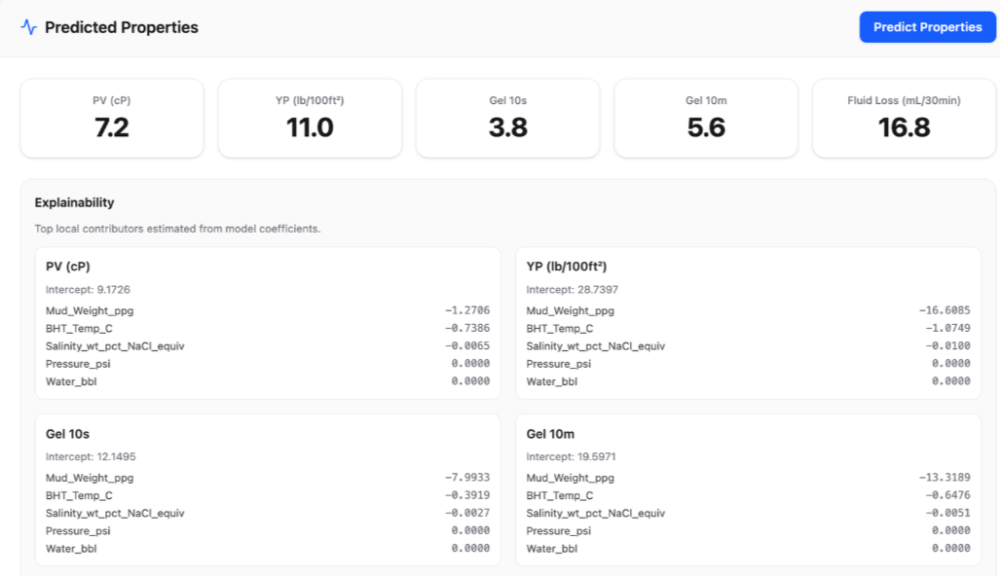 Predicted Properties
Predict Properties
PV (cP)
7.2
YP (lb/100ft²)
11.0
Gel 10s
3.8
Gel 10m
5.6
Fluid Loss (mL/30min)
16.8
Explainability
Top local contributors estimated from model coefficients.
PV (cP)
Intercept: 9.1726
Mud_Weight_ppg −1.2706
BHT_Temp_C −0.7386
Salinity_wt_pct_NaCl_equiv −0.0065
Pressure_psi 0.0000
Water_bbl 0.0000
YP (lb/100ft²)
Intercept: 28.7397
Mud_Weight_ppg −16.6085
BHT_Temp_C −1.0749
Salinity_wt_pct_NaCl_equiv −0.0100
Pressure_psi 0.0000
Water_bbl 0.0000
Gel 10s
Intercept: 12.1495
Mud_Weight_ppg −7.9933
BHT_Temp_C −0.3919
Salinity_wt_pct_NaCl_equiv −0.0027
Pressure_psi 0.0000
Water_bbl 0.0000
Gel 10m
Intercept: 19.5971
Mud_Weight_ppg −13.3189
BHT_Temp_C −0.6476
Salinity_wt_pct_NaCl_equiv −0.0051
Pressure_psi 0.0000
Water_bbl 0.0000